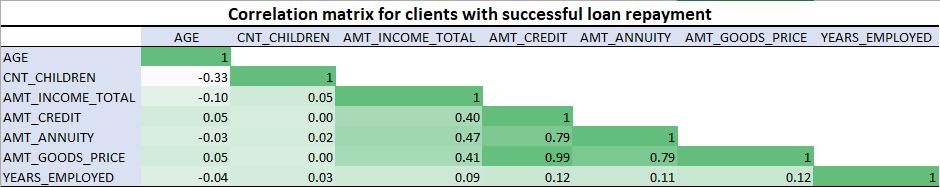 Correlation matrix for clients with successful loan repayment
AGE CNT_CHILDREN AMT_INCOME_TOTAL AMT_CREDIT AMT_ANNUITY AMT_GOODS_PRICE YEARS_EMPLOYED
AGE 1
CNT_CHILDREN -0.33 1
AMT_INCOME_TOTAL -0.10 0.05 1
AMT_CREDIT 0.05 0.00 0.40 1
AMT_ANNUITY -0.03 0.02 0.47 0.79 1
AMT_GOODS_PRICE 0.05 0.00 0.41 0.99 0.79 1
YEARS_EMPLOYED -0.04 0.03 0.09 0.12 0.11 0.12 1